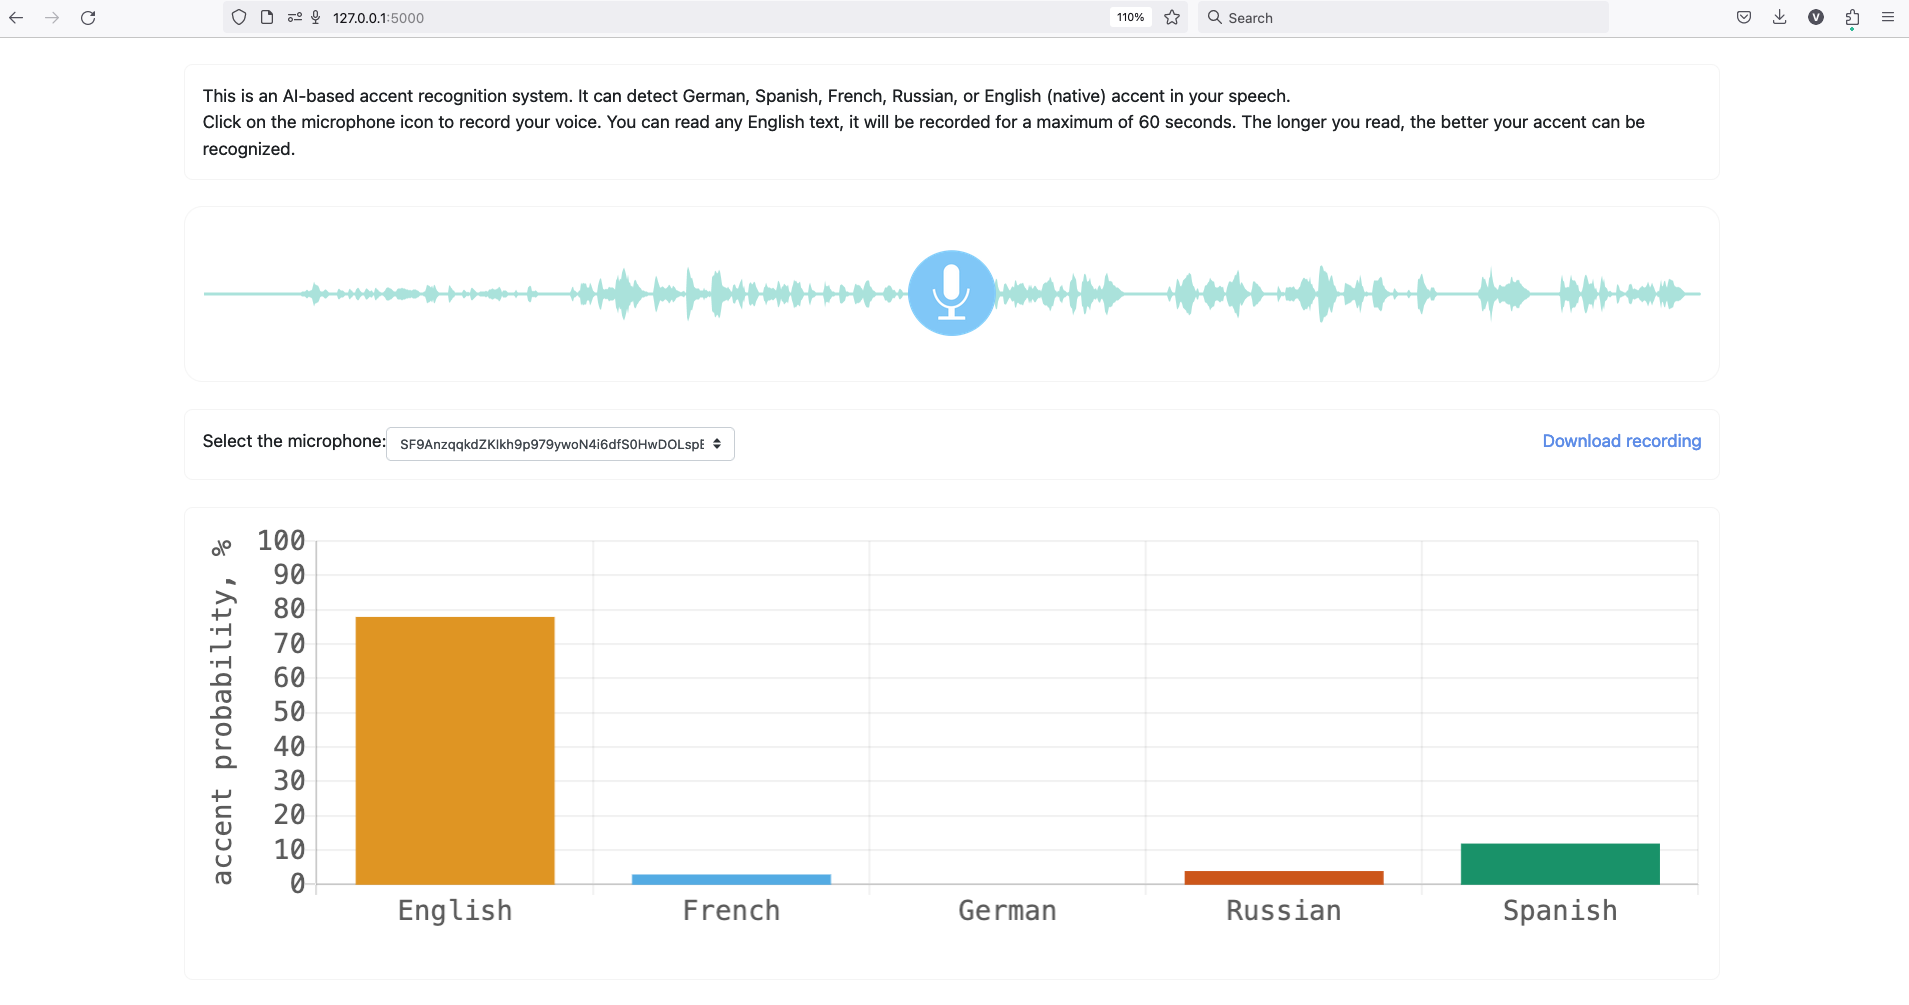 127.0.0.1:5000
110%
Search
V
This is an AI-based accent recognition system. It can detect German, Spanish, French, Russian, or English (native) accent in your speech.
Click on the microphone icon to record your voice. You can read any English text, it will be recorded for a maximum of 60 seconds. The longer you read, the better your accent can be
recognized.
Select the microphone:
Download recording
accent probability, %
100
90
80
70
60
50
40
30
20
10
0
English
French
German
Russian
Spanish